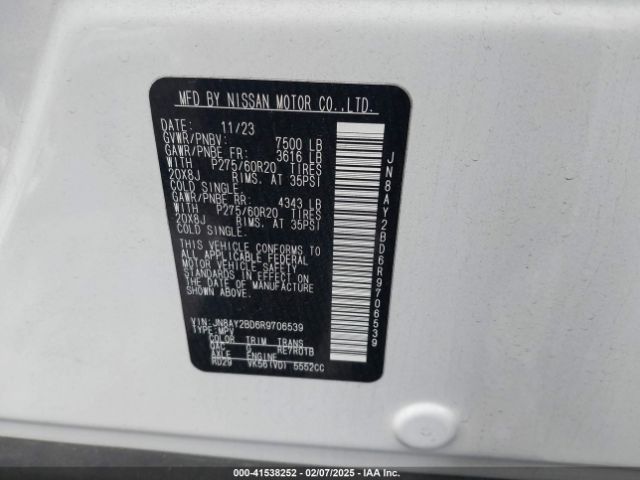 MFD BY NISSAN MOTOR CO.,LTD.
DATE: 11/23
GVWR/PNBV: 7500 LB
GAWR/PNBE FR: 3616 LB
WITH P275/60R20 TIRES
20X8J RIMS. AT 35PSI
COLD SINGLE.
GAWR/PNBE RR: 4343 LB
WITH P275/60R20 TIRES
20X8J RIMS. AT 35PSI
COLD SINGLE.
THIS VEHICLE CONFORMS TO
ALL APPLICABLE FEDERAL
MOTOR VEHICLE SAFETY
STANDARDS IN EFFECT ON
THE DATE OF MANUFACTURE
SHOWN ABOVE.
VIN: JN8AY2BD6R9706539
TYPE: MPV
COLOR TRIM TRANS
QAC G RE7R01B
AXLE ENGINE
RD29 VK56(VD) 5552CC
JN8AY2BD6R9706539
000-41538252 - 02/07/2025 - IAA Inc.